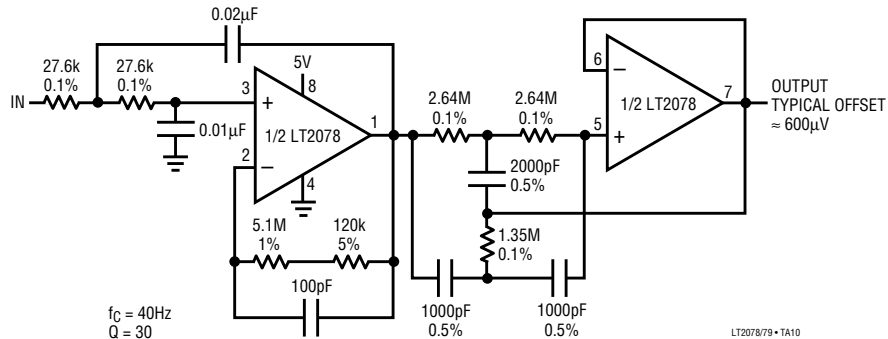 0.02µF
27.6k
0.1%
27.6k
0.1%
IN
0.01µF
5V
8
3
+
1/2 LT2078
1
2
−
4
5.1M
1%
120k
5%
100pF
2.64M
0.1%
2.64M
0.1%
2000pF
0.5%
1.35M
0.1%
1000pF
0.5%
1000pF
0.5%
6
−
1/2 LT2078
7
5
+
OUTPUT
TYPICAL OFFSET
≈ 600µV
fC = 40Hz
Q = 30
LT2078/79 • TA10